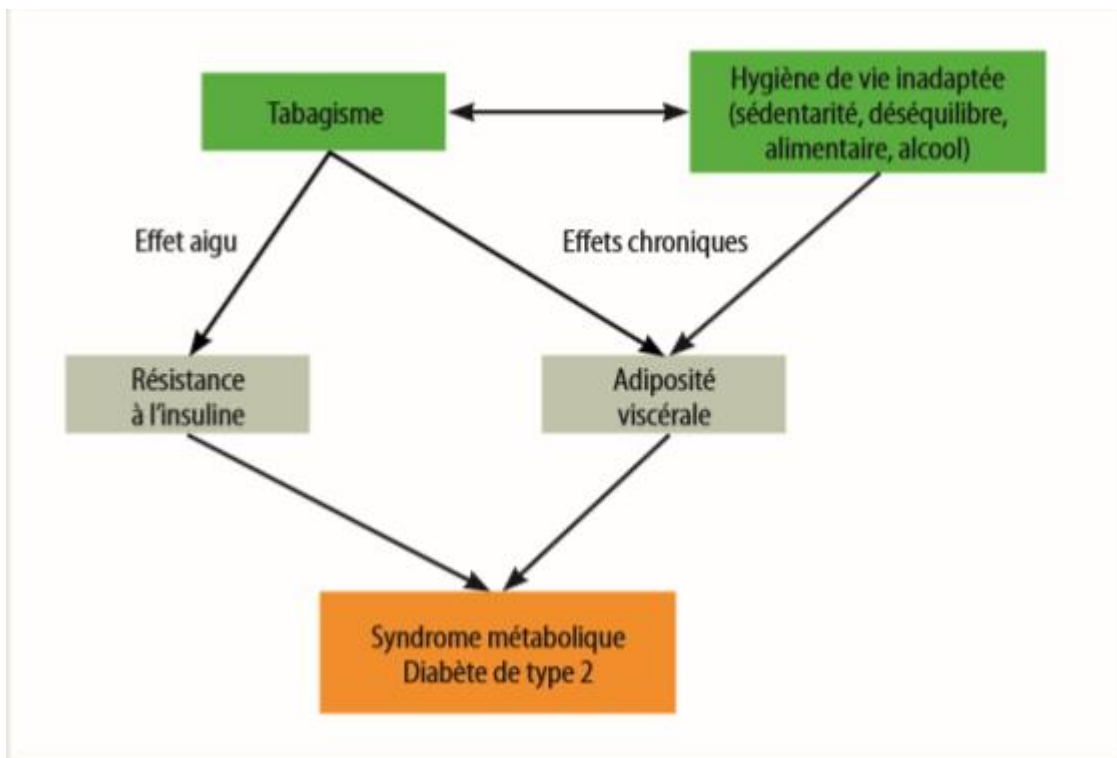 Tabagisme
Hygiène de vie inadaptée
(sédentarité, déséquilibre,
alimentaire, alcool)
Effet aigu
Effets chroniques
Résistance
à l'insuline
Adiposité
viscérale
Syndrome métabolique
Diabète de type 2